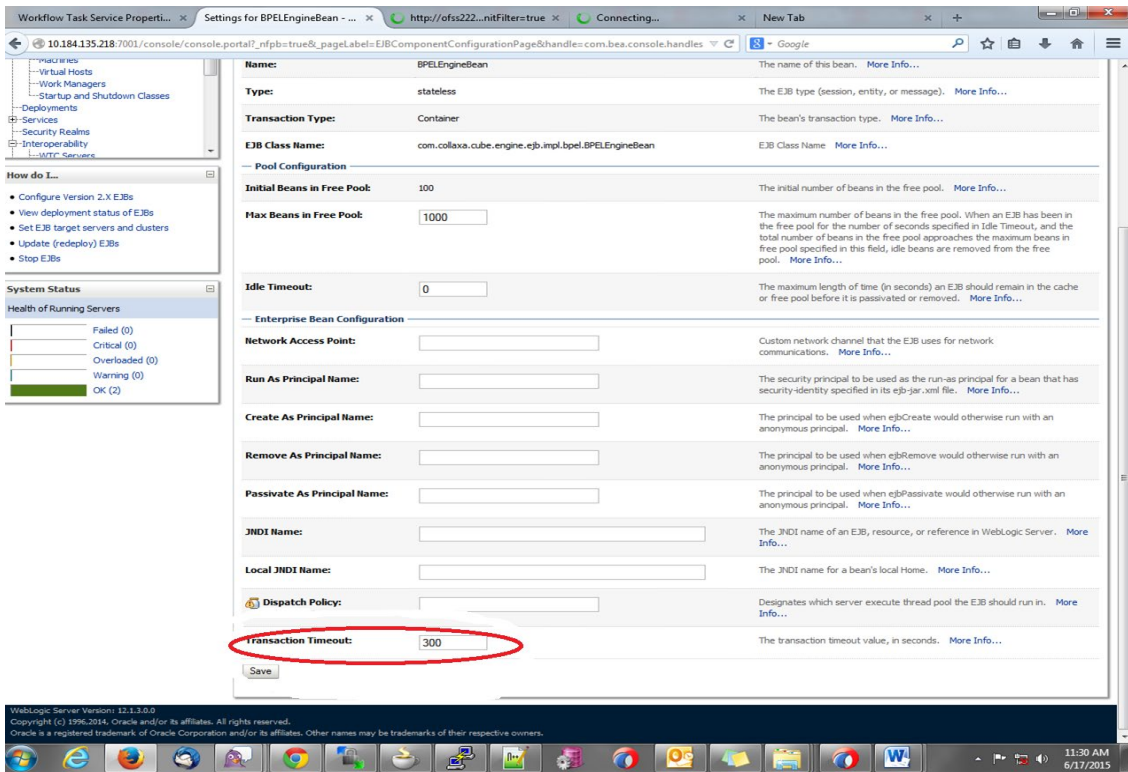 Workflow Task Service Properti... ×
Settings for BPELEngineBean - ... ×
http://ofss222...nitFilter=true ×
Connecting... ×
New Tab ×
10.184.135.218:7001/console/console.portal?_nfpb=true&_pageLabel=EJBComponentConfigurationPage&handle=com.bea.console.handles
Google
Machines
Virtual Hosts
Work Managers
Startup and Shutdown Classes
Deployments
Services
Security Realms
Interoperability
WTC Servers
How do I...
Configure Version 2.X EJBs
View deployment status of EJBs
Set EJB target servers and clusters
Update (redeploy) EJBs
Stop EJBs
System Status
Health of Running Servers
Failed (0)
Critical (0)
Overloaded (0)
Warning (0)
OK (2)
Name: BPELEngineBean The name of this bean. More Info...
Type: stateless The EJB type (session, entity, or message). More Info...
Transaction Type: Container The bean's transaction type. More Info...
EJB Class Name: com.collaxa.cube.engine.ejb.impl.bpel.BPELEngineBean EJB Class Name More Info...
Pool Configuration
Initial Beans in Free Pool: 100 The initial number of beans in the free pool. More Info...
Max Beans in Free Pool: 1000 The maximum number of beans in the free pool. When an EJB has been in
the free pool for the number of seconds specified in Idle Timeout, and the
total number of beans in the free pool approaches the maximum beans in
free pool specified in this field, idle beans are removed from the free
pool. More Info...
Idle Timeout: 0 The maximum length of time (in seconds) an EJB should remain in the cache
or free pool before it is passivated or removed. More Info...
Enterprise Bean Configuration
Network Access Point: Custom network channel that the EJB uses for network
communications. More Info...
Run As Principal Name: The security principal to be used as the run-as principal for a bean that has
security-identity specified in its ejb-jar.xml file. More Info...
Create As Principal Name: The principal to be used when ejbCreate would otherwise run with an
anonymous principal. More Info...
Remove As Principal Name: The principal to be used when ejbRemove would otherwise run with an
anonymous principal. More Info...
Passivate As Principal Name: The principal to be used when ejbPassivate would otherwise run with an
anonymous principal. More Info...
JNDI Name: The JNDI name of an EJB, resource, or reference in WebLogic Server. More
Info...
Local JNDI Name: The JNDI name for a bean's local Home. More Info...
Dispatch Policy: Designates which server execute thread pool the EJB should run in. More
Info...
Transaction Timeout: 300 The transaction timeout value, in seconds. More Info...
Save
WebLogic Server Version: 12.1.3.0.0
Copyright (c) 1996,2014, Oracle and/or its affiliates. All rights reserved.
Oracle is a registered trademark of Oracle Corporation and/or its affiliates. Other names may be trademarks of their respective owners.
11:30 AM
6/17/2015